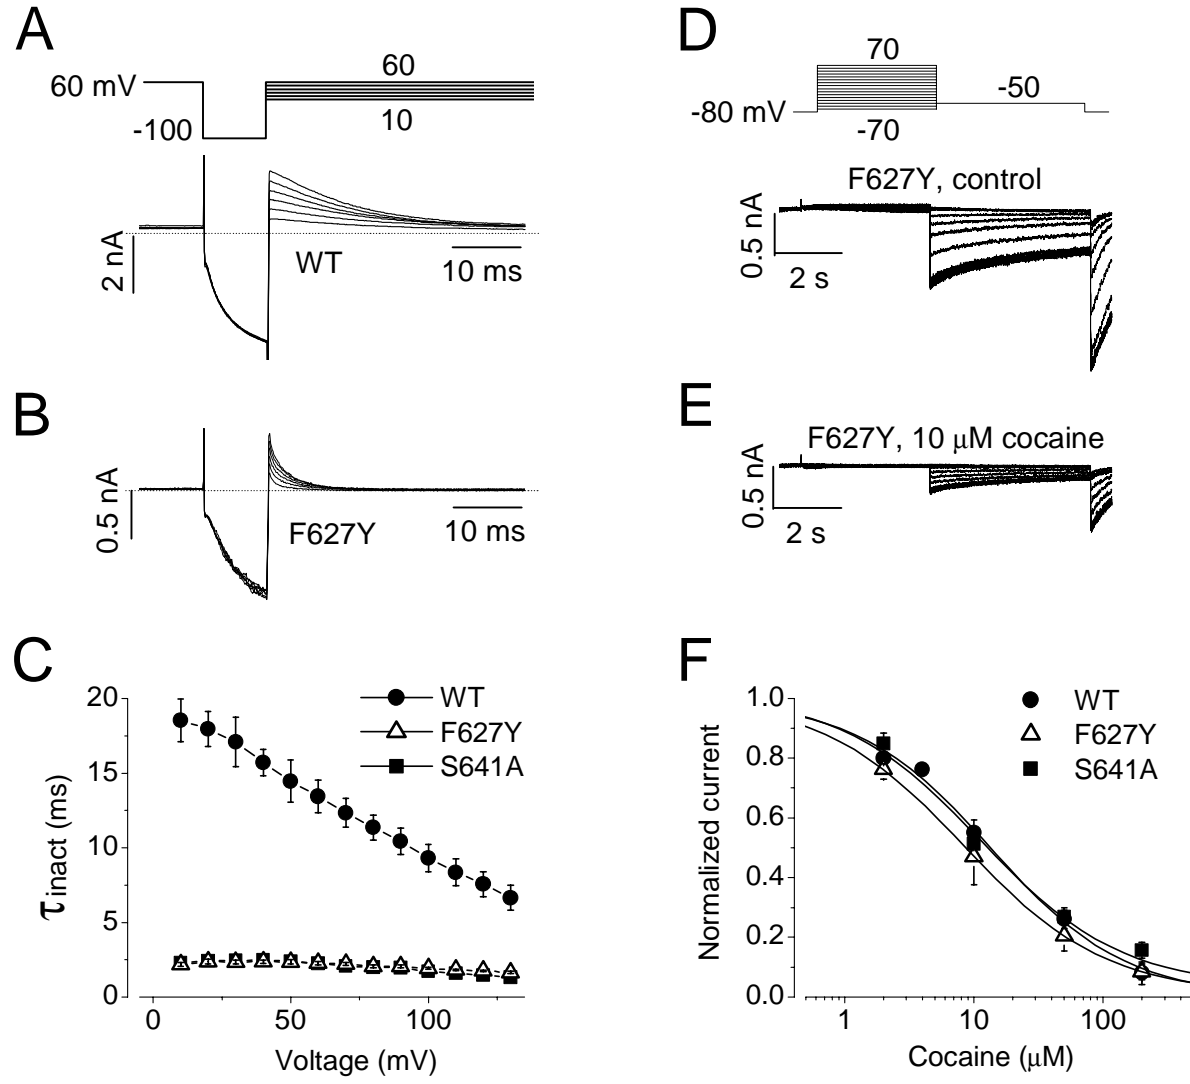 A
60 mV
60
-100
10
2 nA
WT
10 ms
B
0.5 nA
F627Y
10 ms
C
20
15
10
5
0
0
50
100
WT
F627Y
S641A
τinact (ms)
Voltage (mV)
D
70
-50
-80 mV
-70
F627Y, control
0.5 nA
2 s
E
F627Y, 10 μM cocaine
0.5 nA
2 s
F
1.0
0.8
0.6
0.4
0.2
0.0
1
10
100
WT
F627Y
S641A
Normalized current
Cocaine (μM)